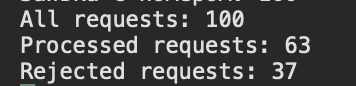 All requests: 100
Processed requests: 63
Rejected requests: 37